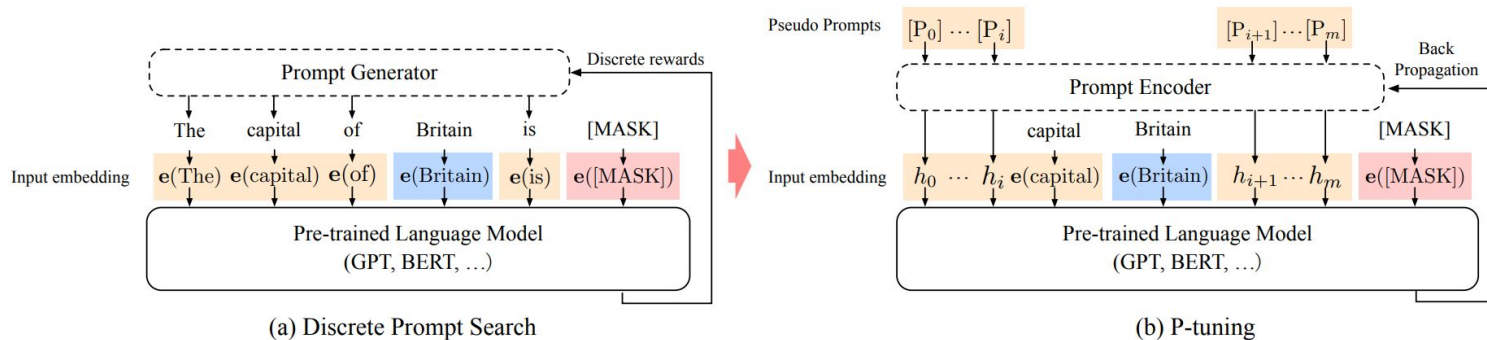 Prompt Generator
Discrete rewards
The capital of Britain is [MASK]
Input embedding e(The) e(capital) e(of) e(Britain) e(is) e([MASK])
Pre-trained Language Model
(GPT, BERT, …)
(a) Discrete Prompt Search
Pseudo Prompts [P₀] ⋯ [Pᵢ] [Pᵢ₊₁] ⋯ [Pₘ]
Back
Propagation
Prompt Encoder
capital Britain [MASK]
Input embedding h₀ ⋯ hᵢ e(capital) e(Britain) hᵢ₊₁ ⋯ hₘ e([MASK])
Pre-trained Language Model
(GPT, BERT, …)
(b) P-tuning